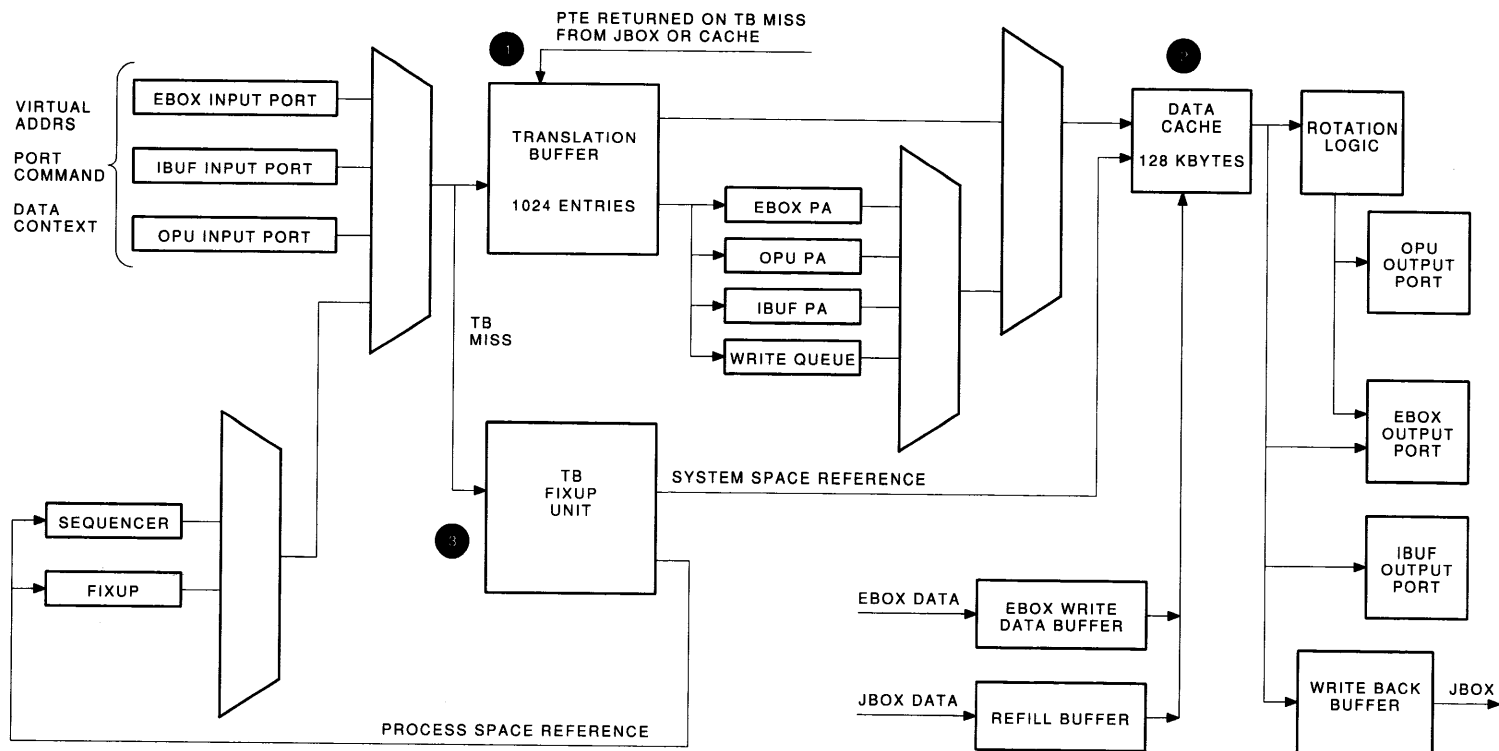 PTE RETURNED ON TB MISS
FROM JBOX OR CACHE
1
2
VIRTUAL
ADDRS
PORT
COMMAND
DATA
CONTEXT
EBOX INPUT PORT
IBUF INPUT PORT
OPU INPUT PORT
TRANSLATION
BUFFER
1024 ENTRIES
EBOX PA
OPU PA
IBUF PA
WRITE QUEUE
DATA
CACHE
128 KBYTES
ROTATION
LOGIC
OPU
OUTPUT
PORT
EBOX
OUTPUT
PORT
IBUF
OUTPUT
PORT
TB
MISS
TB
FIXUP
UNIT
3
SYSTEM SPACE REFERENCE
SEQUENCER
FIXUP
EBOX DATA
EBOX WRITE
DATA BUFFER
JBOX DATA
REFILL BUFFER
WRITE BACK
BUFFER
JBOX
PROCESS SPACE REFERENCE